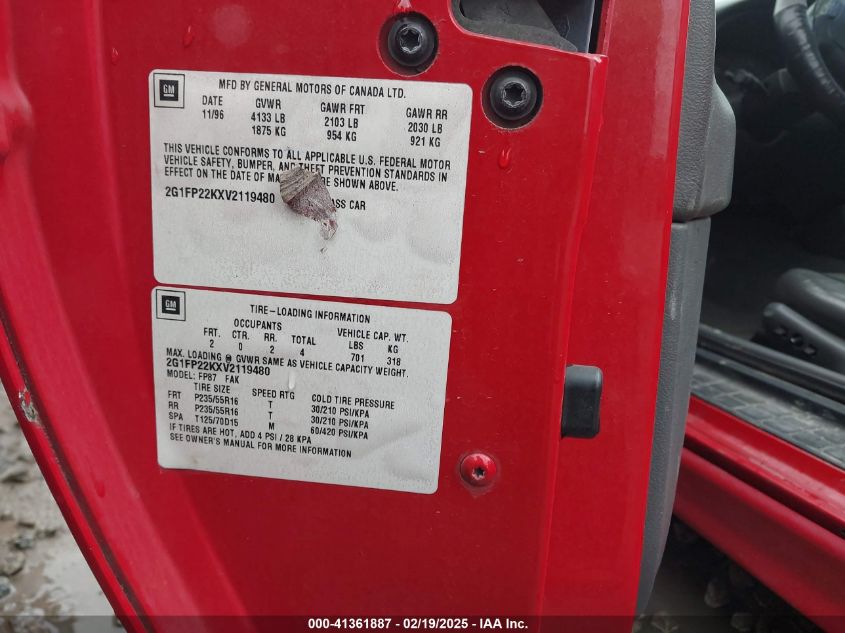 GM
MFD BY GENERAL MOTORS OF CANADA LTD.
DATE GVWR GAWR FRT GAWR RR
11/96 4133 LB 2103 LB 2030 LB
1875 KG 954 KG 921 KG
THIS VEHICLE CONFORMS TO ALL APPLICABLE U.S. FEDERAL MOTOR
VEHICLE SAFETY, BUMPER, AND THEFT PREVENTION STANDARDS IN
EFFECT ON THE DATE OF MA RE SHOWN ABOVE.
2G1FP22KXV2119480 ASS CAR
GM
TIRE-LOADING INFORMATION
OCCUPANTS VEHICLE CAP. WT.
FRT. CTR. RR. TOTAL LBS KG
2 0 2 4 701 318
MAX. LOADING @ GVWR SAME AS VEHICLE CAPACITY WEIGHT.
2G1FP22KXV2119480
MODEL: FP87 FAK
TIRE SIZE SPEED RTG COLD TIRE PRESSURE
FRT P235/55R16 T 30/210 PSI/KPA
RR P235/55R16 T 30/210 PSI/KPA
SPA T125/70D15 M 60/420 PSI/KPA
IF TIRES ARE HOT, ADD 4 PSI / 28 KPA
SEE OWNER'S MANUAL FOR MORE INFORMATION
000-41361887 - 02/19/2025 - IAA Inc.